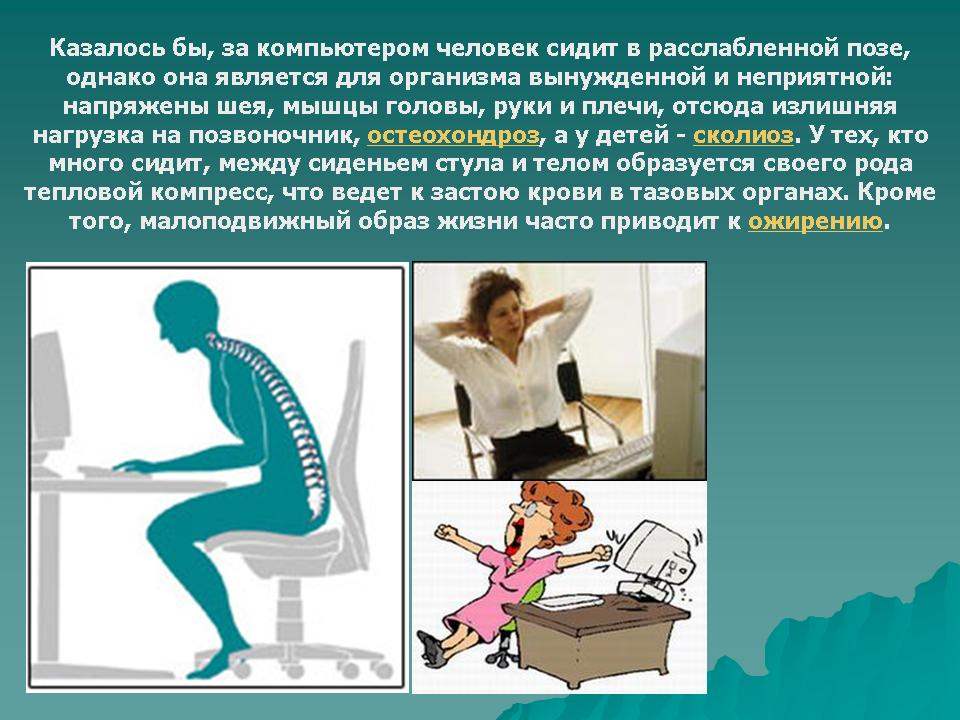 Казалось бы, за компьютером человек сидит в расслабленной позе,
однако она является для организма вынужденной и неприятной:
напряжены шея, мышцы головы, руки и плечи, отсюда излишняя
нагрузка на позвоночник, остеохондроз, а у детей - сколиоз. У тех, кто
много сидит, между сиденьем стула и телом образуется своего рода
тепловой компресс, что ведет к застою крови в тазовых органах. Кроме
того, малоподвижный образ жизни часто приводит к ожирению.